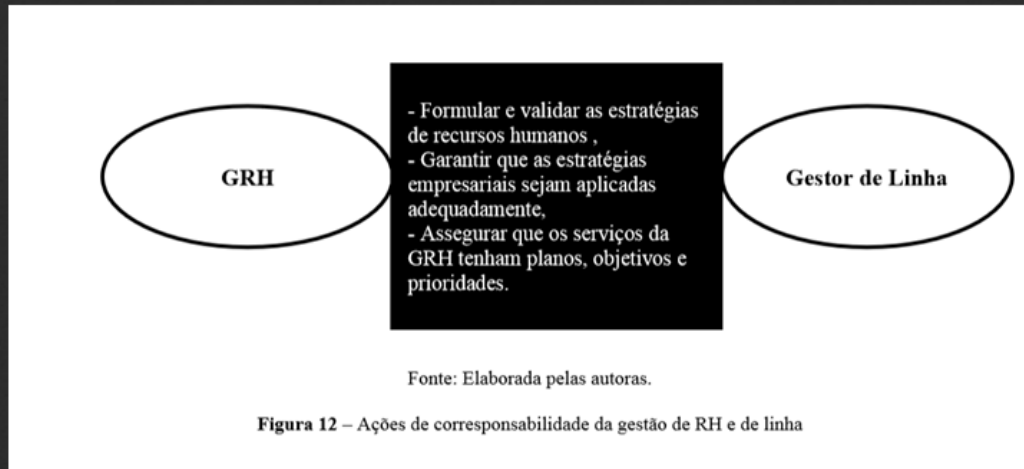 GRH
- Formular e validar as estratégias
de recursos humanos ,
- Garantir que as estratégias
empresariais sejam aplicadas
adequadamente,
- Assegurar que os serviços da
GRH tenham planos, objetivos e
prioridades.
Gestor de Linha
Fonte: Elaborada pelas autoras.
Figura 12 – Ações de corresponsabilidade da gestão de RH e de linha